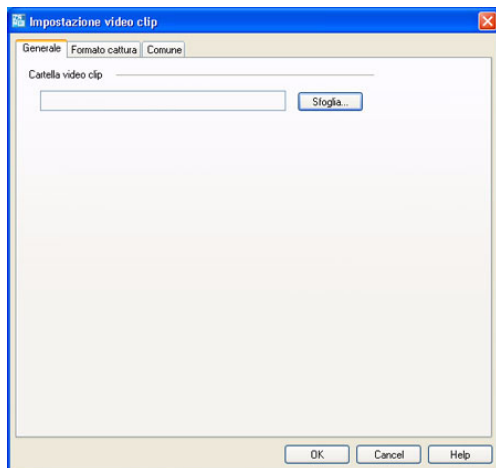 Impostazione video clip
Generale Formato cattura Comune
Cartella video clip
Sfoglia...
OK Cancel Help